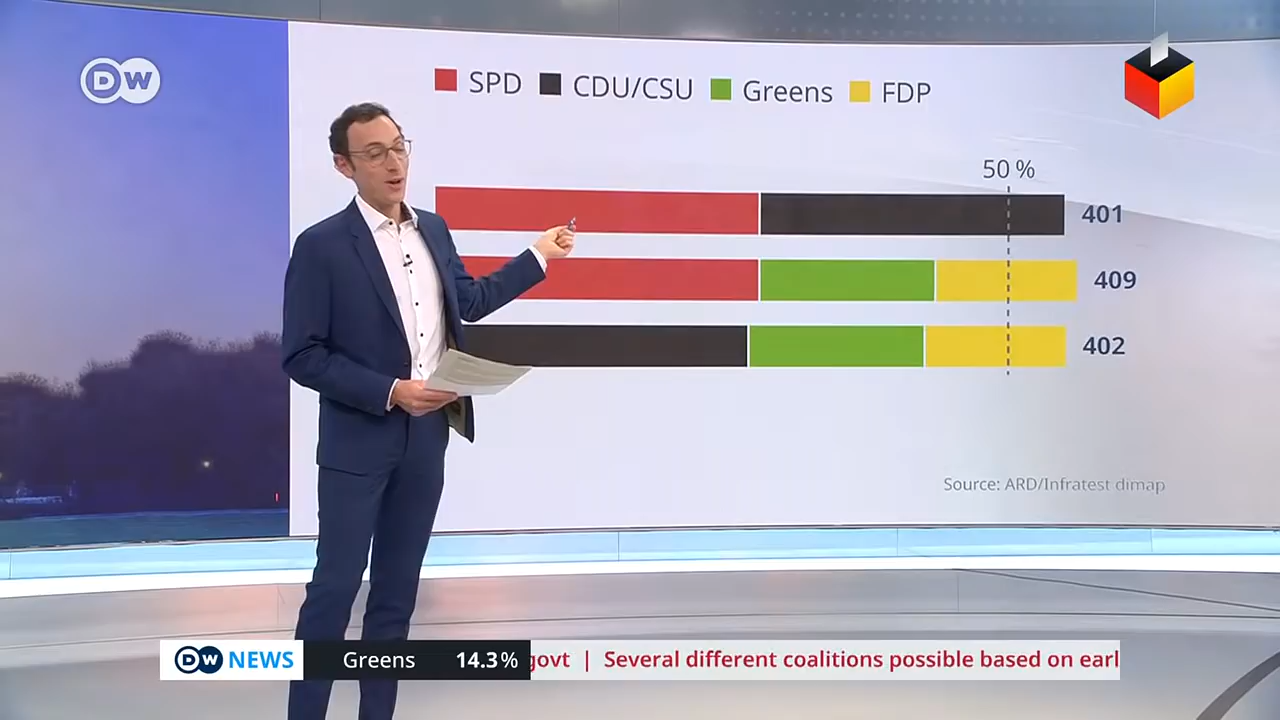 DW
SPD CDU/CSU Greens FDP
50 %
401
409
402
Source: ARD/Infratest dimap
DW NEWS Greens 14.3% govt | Several different coalitions possible based on earl